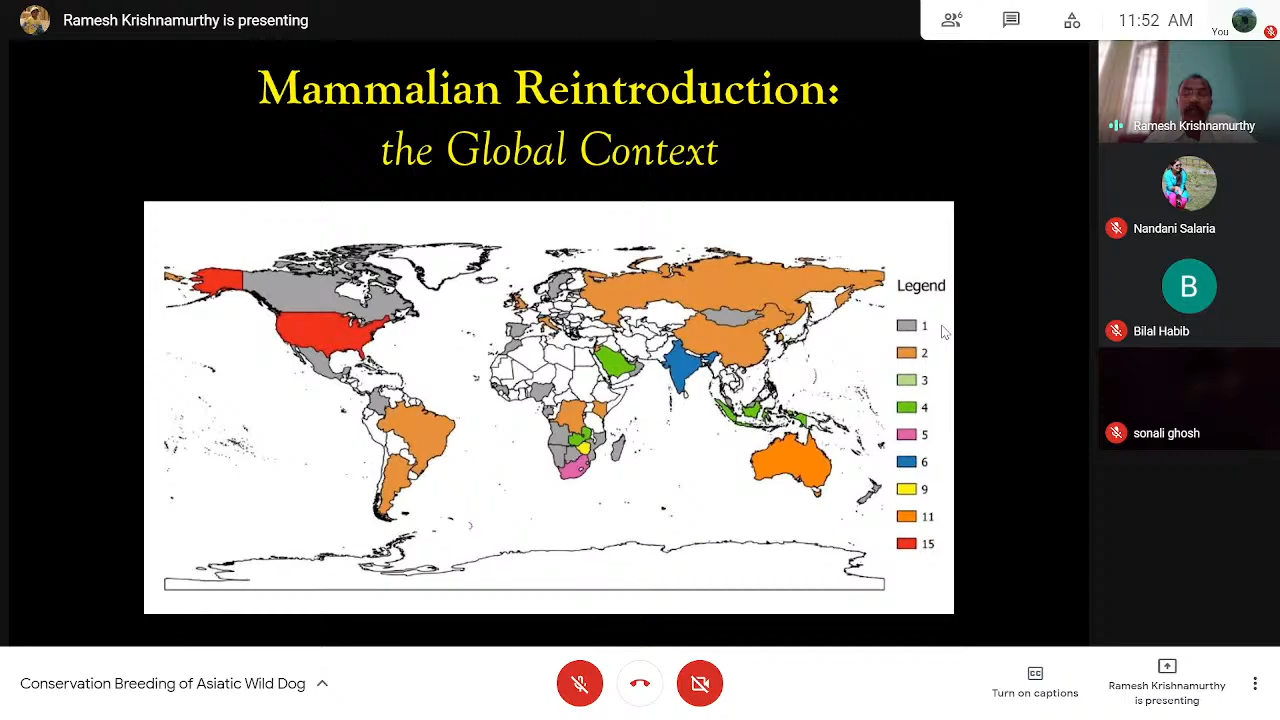 Ramesh Krishnamurthy is presenting
6
11:52 AM
You
Mammalian Reintroduction:
the Global Context
Legend
1
2
3
4
5
6
9
11
15
Ramesh Krishnamurthy
Nandani Salaria
B
Bilal Habib
sonali ghosh
Conservation Breeding of Asiatic Wild Dog
CC
Turn on captions
Ramesh Krishnamurthy
is presenting